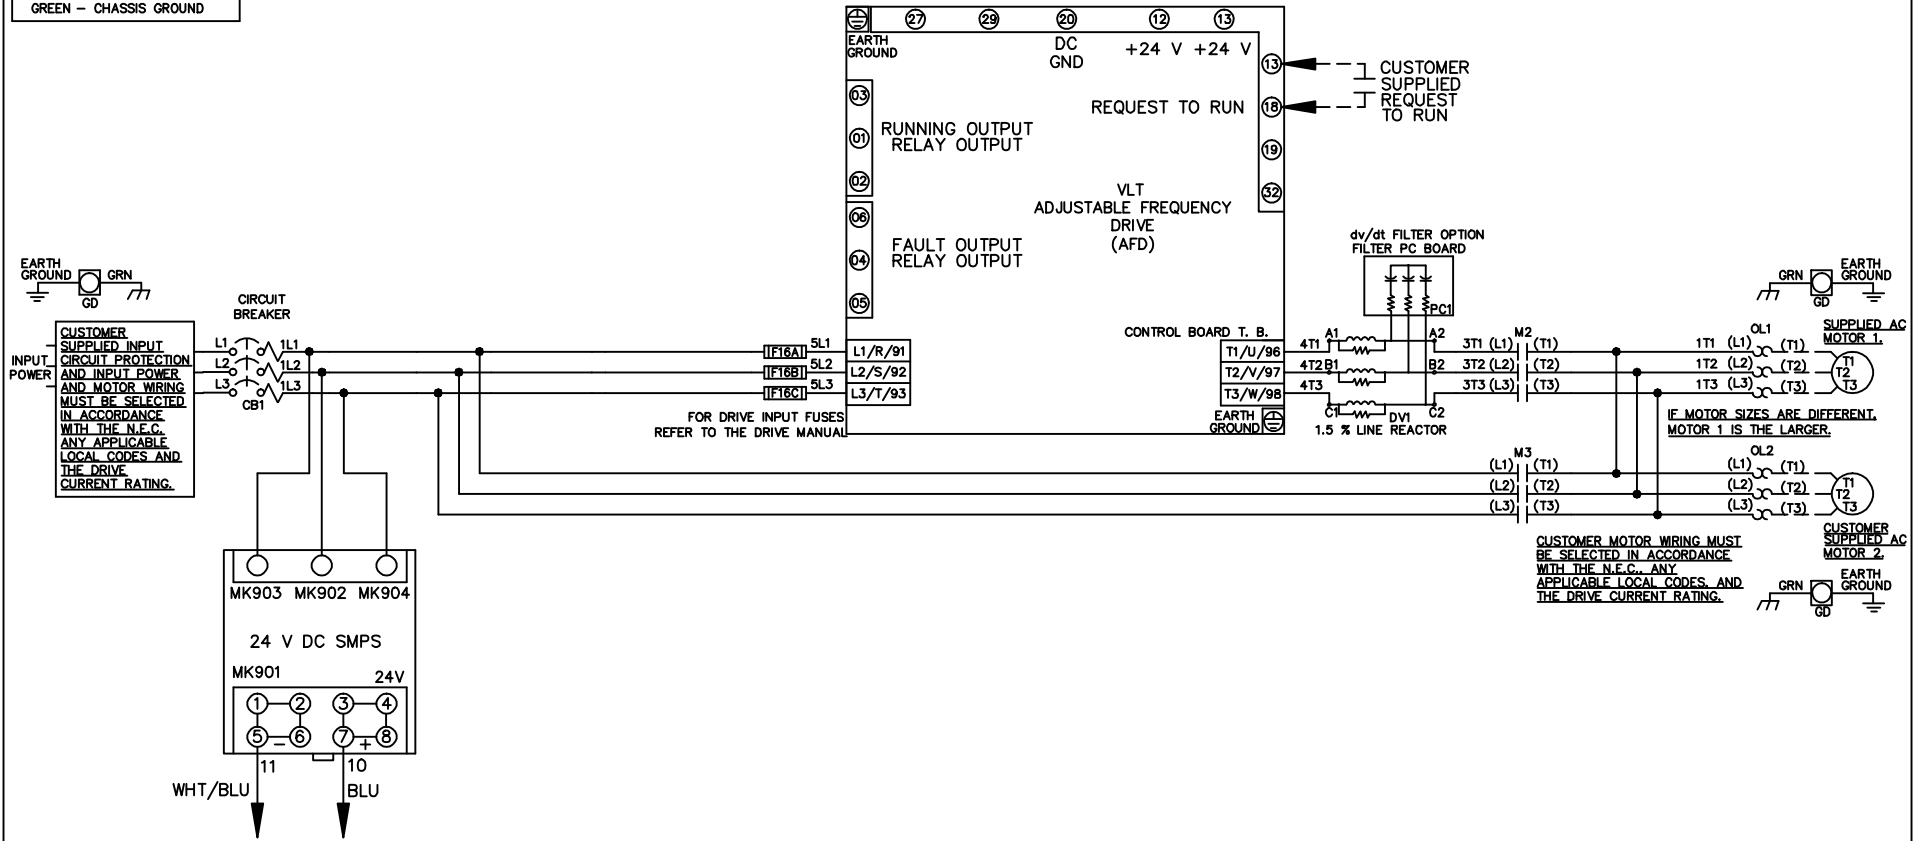 GREEN – CHASSIS GROUND
27
29
20
12
13
EARTH
GROUND
DC
GND
+24 V
+24 V
13
18
19
32
CUSTOMER
SUPPLIED
REQUEST
TO RUN
REQUEST TO RUN
03
01
02
RUNNING OUTPUT
RELAY OUTPUT
06
04
05
FAULT OUTPUT
RELAY OUTPUT
VLT
ADJUSTABLE FREQUENCY
DRIVE
(AFD)
CONTROL BOARD T. B.
L1/R/91
L2/S/92
L3/T/93
T1/U/96
T2/V/97
T3/W/98
EARTH
GROUND
EARTH
GROUND
GRN
GD
INPUT
POWER
CUSTOMER
SUPPLIED INPUT
CIRCUIT PROTECTION
AND INPUT POWER
AND MOTOR WIRING
MUST BE SELECTED
IN ACCORDANCE
WITH THE N.E.C.
ANY APPLICABLE
LOCAL CODES AND
THE DRIVE
CURRENT RATING.
CIRCUIT
BREAKER
L1
L2
L3
1L1
1L2
1L3
CB1
F16A
F16B
F16C
5L1
5L2
5L3
FOR DRIVE INPUT FUSES
REFER TO THE DRIVE MANUAL
dv/dt FILTER OPTION
FILTER PC BOARD
PC1
4T1
4T2
4T3
A1
A2
B1
B2
C1
C2
DV1
1.5 % LINE REACTOR
M2
3T1 (L1) (T1)
3T2 (L2) (T2)
3T3 (L3) (T3)
M3
(L1) (T1)
(L2) (T2)
(L3) (T3)
OL1
1T1 (L1) (T1)
1T2 (L2) (T2)
1T3 (L3) (T3)
T1
T2
T3
GRN
GD
EARTH
GROUND
SUPPLIED AC
MOTOR 1.
IF MOTOR SIZES ARE DIFFERENT,
MOTOR 1 IS THE LARGER.
OL2
(L1) (T1)
(L2) (T2)
(L3) (T3)
T1
T2
T3
CUSTOMER
SUPPLIED AC
MOTOR 2.
CUSTOMER MOTOR WIRING MUST
BE SELECTED IN ACCORDANCE
WITH THE N.E.C., ANY
APPLICABLE LOCAL CODES, AND
THE DRIVE CURRENT RATING.
GRN
GD
EARTH
GROUND
MK903 MK902 MK904
24 V DC SMPS
MK901
24V
1
2
3
4
5
–
6
7
+
8
11
10
WHT/BLU
BLU